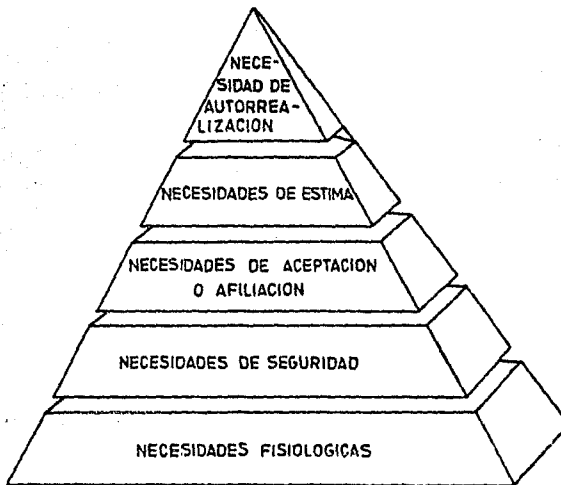 NECE-
SIDAD DE
AUTORREA-
LIZACION
NECESIDADES DE ESTIMA
NECESIDADES DE ACEPTACION
O AFILIACION
NECESIDADES DE SEGURIDAD
NECESIDADES FISIOLOGICAS